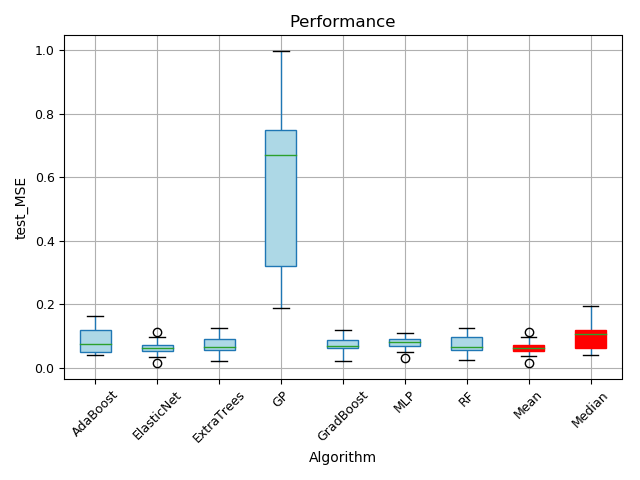 Performance
1.0
0.8
0.6
0.4
0.2
0.0
test_MSE
AdaBoost
ElasticNet
ExtraTrees
GP
GradBoost
MLP
RF
Mean
Median
Algorithm